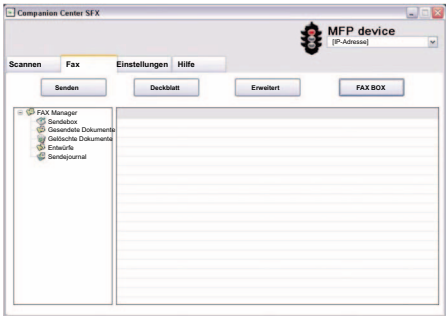 Companion Center SFX
MFP device
[IP-Adresse]
Scannen Fax Einstellungen Hilfe
Senden Deckblatt Erweitert FAX BOX
FAX Manager
Sendebox
Gesendete Dokumente
Gelöschte Dokumente
Entwürfe
Sendejournal